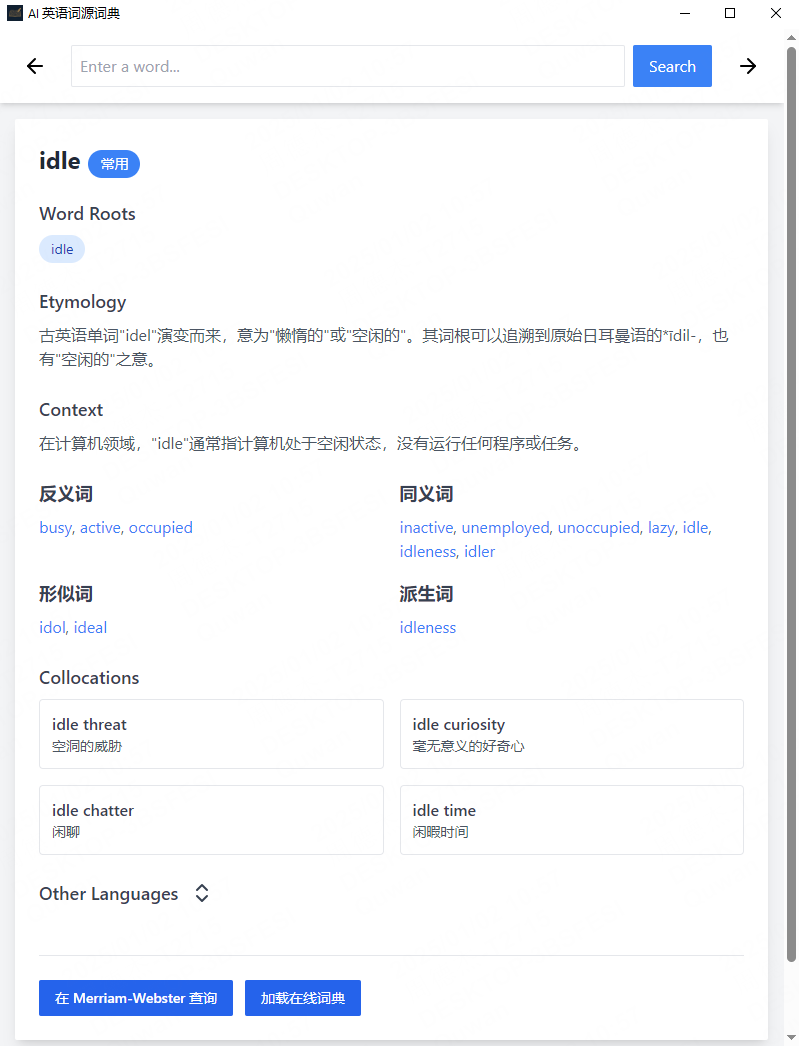 AI 英语词源词典
Enter a word...
Search
idle 常用
Word Roots
idle
Etymology
古英语单词"idel"演变而来，意为"懒惰的"或"空闲的"。其词根可以追溯到原始日耳曼语的*īdil-，也
有"空闲的"之意。
Context
在计算机领域，"idle"通常指计算机处于空闲状态，没有运行任何程序或任务。
反义词
busy, active, occupied
同义词
inactive, unemployed, unoccupied, lazy, idle,
idleness, idler
形似词
idol, ideal
派生词
idleness
Collocations
idle threat
空洞的威胁
idle curiosity
毫无意义的好奇心
idle chatter
闲聊
idle time
闲暇时间
Other Languages
在 Merriam-Webster 查询
加载在线词典